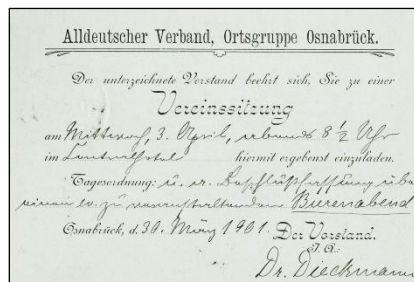 Alldeutscher Verband, Ortsgruppe Osnabrück.
Der unterzeichnete Vorstand beehrt sich, Sie zu einer
Vereinssitzung
am Mittwoch, 3. April, abends 8 ½ Uhr
im Centralhotel hiermit ergebenst einzuladen.
Tagesordnung: u. a. Beschlußfassung über
einen ev. zu veranstaltenden Burenabend
Osnabrück, d. 30. März 1901. Der Vorstand.
J. A.:
Dr. Dieckmann